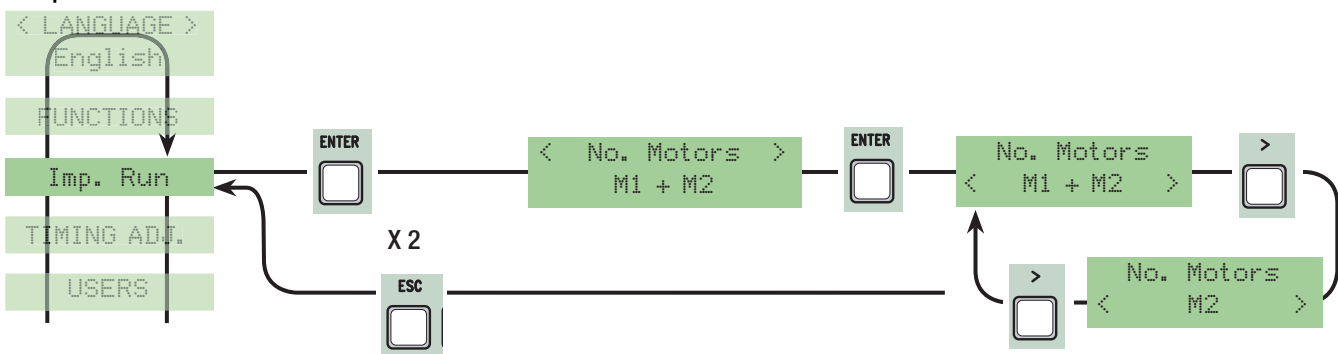 < LANGUAGE >
English
FUNCTIONS
Imp. Run
TIMING ADJ.
USERS
ENTER
< No. Motors >
M1 + M2
ENTER
No. Motors
< M1 + M2 >
>
X 2
ESC
>
No. Motors
< M2 >